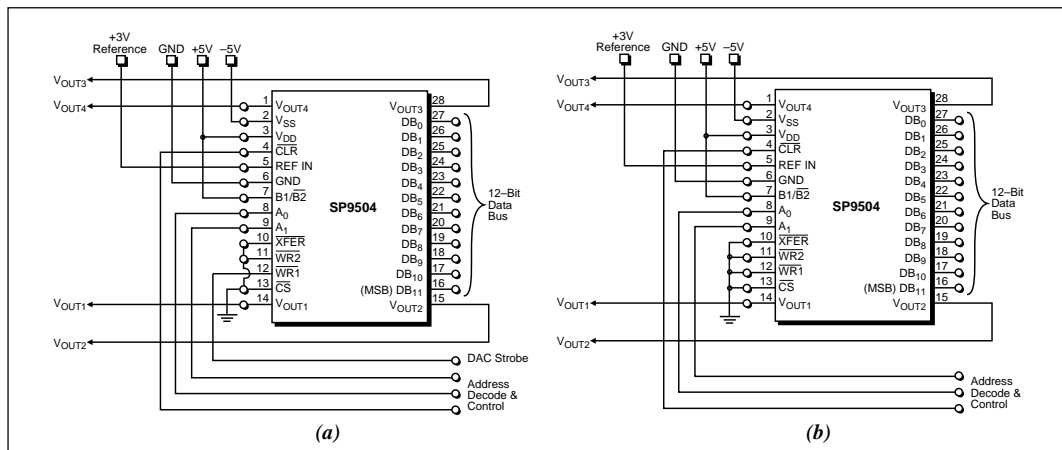 +3V
Reference
GND
+5V
–5V
VOUT3
VOUT4
1
VOUT4
2
VSS
3
VDD
4
CLR
5
REF IN
6
GND
7
B1/B2
8
A0
9
A1
10
XFER
11
WR2
12
WR1
13
CS
14
VOUT1
SP9504
28
VOUT3
27
DB0
26
DB1
25
DB2
24
DB3
23
DB4
22
DB5
21
DB6
20
DB7
19
DB8
18
DB9
17
DB10
16
(MSB) DB11
15
VOUT2
12–Bit
Data
Bus
VOUT1
VOUT2
DAC Strobe
Address
Decode &
Control
(a)
+3V
Reference
GND
+5V
–5V
VOUT3
VOUT4
1
VOUT4
2
VSS
3
VDD
4
CLR
5
REF IN
6
GND
7
B1/B2
8
A0
9
A1
10
XFER
11
WR2
12
WR1
13
CS
14
VOUT1
SP9504
28
VOUT3
27
DB0
26
DB1
25
DB2
24
DB3
23
DB4
22
DB5
21
DB6
20
DB7
19
DB8
18
DB9
17
DB10
16
(MSB) DB11
15
VOUT2
12–Bit
Data
Bus
VOUT1
VOUT2
Address
Decode &
Control
(b)